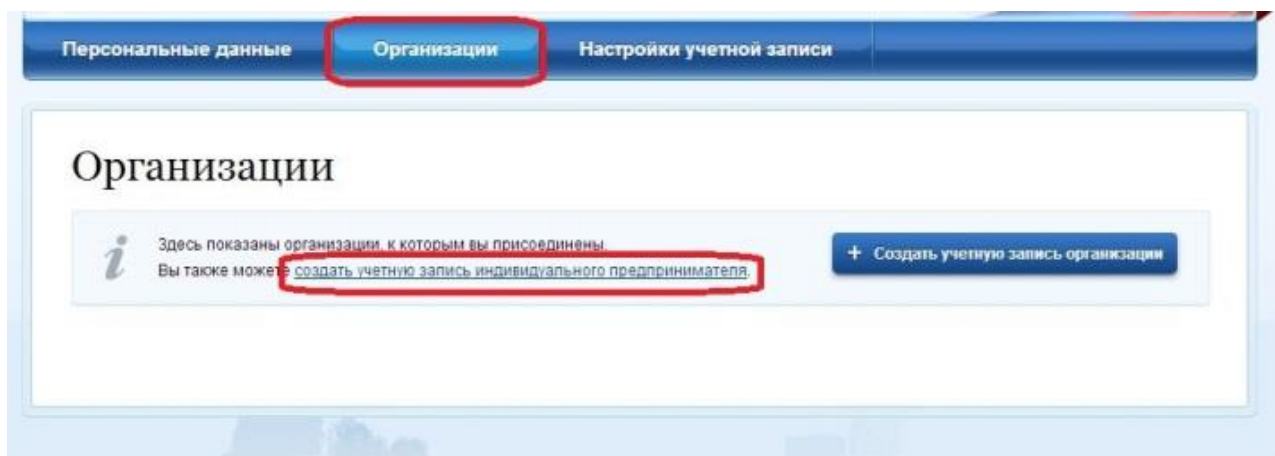 Персональные данные Организации Настройки учетной записи
Организации
Здесь показаны организации, к которым вы присоединены.
Вы также можете создать учетную запись индивидуального предпринимателя.
+ Создать учетную запись организации